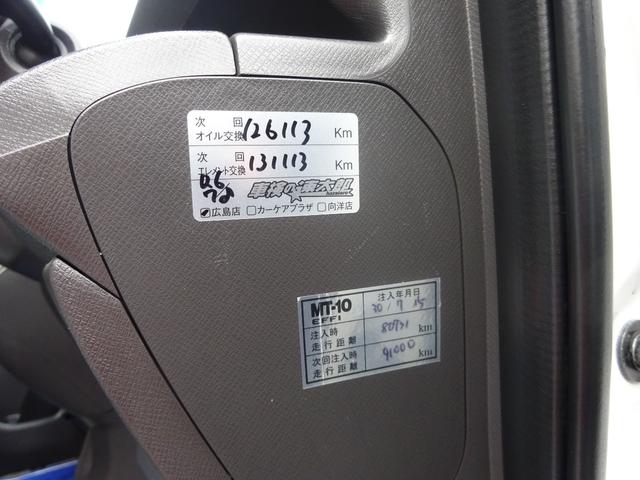 次 回
オイル交換 126113 Km
次 回
エレメント交換 131113 Km
車検の速太郎
☑広島店 □カーケアプラザ □向洋店
MT-10
EFFI
注入年月日
30/7 15
注入時
走行距離 80731 km
次回注入時
走行距離 91000 km